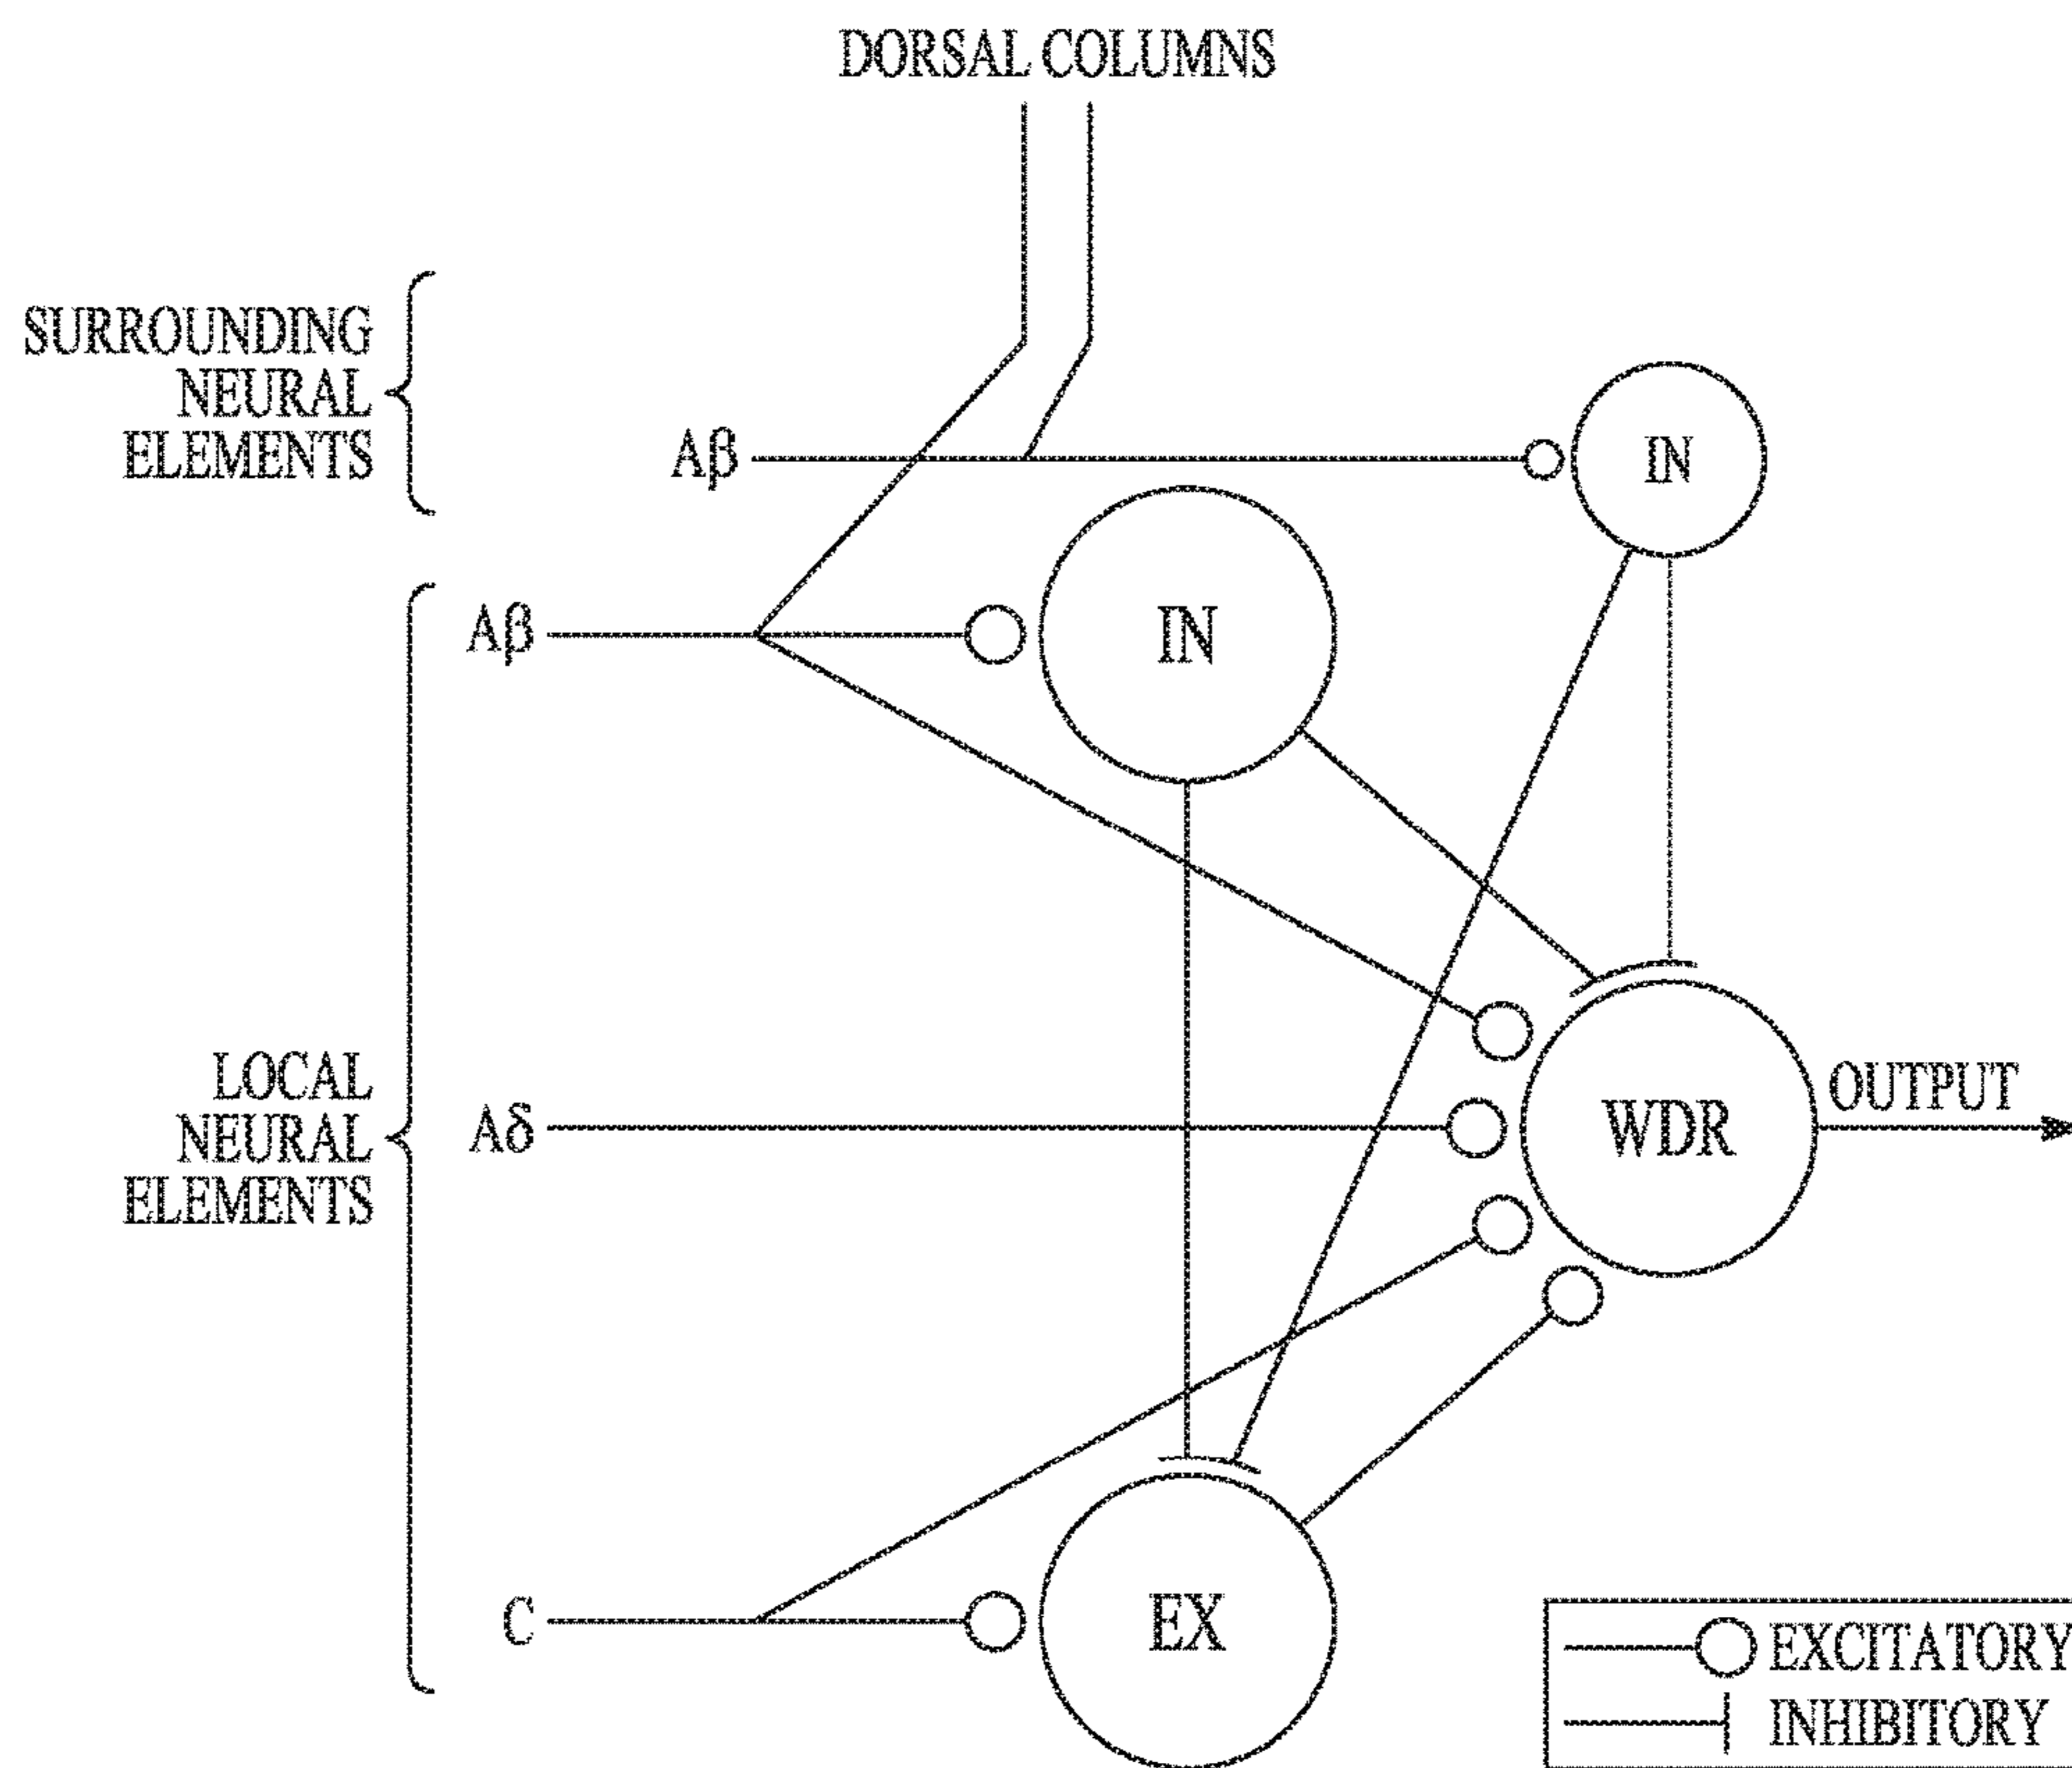 DORSAL COLUMNS
SURROUNDING
NEURAL
ELEMENTS
Aβ
IN
Aβ
IN
LOCAL
NEURAL
ELEMENTS
Aδ
WDR
OUTPUT
C
EX
EXCITATORY
INHIBITORY